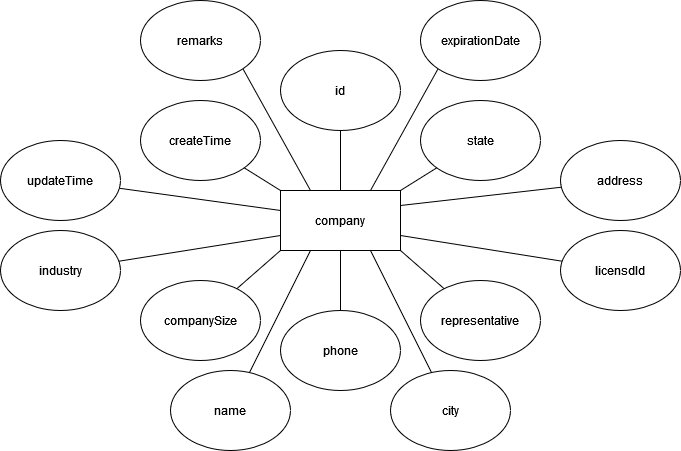 remarks
expirationDate
id
createTime
state
updateTime
address
company
industry
licensdId
companySize
representative
phone
name
city